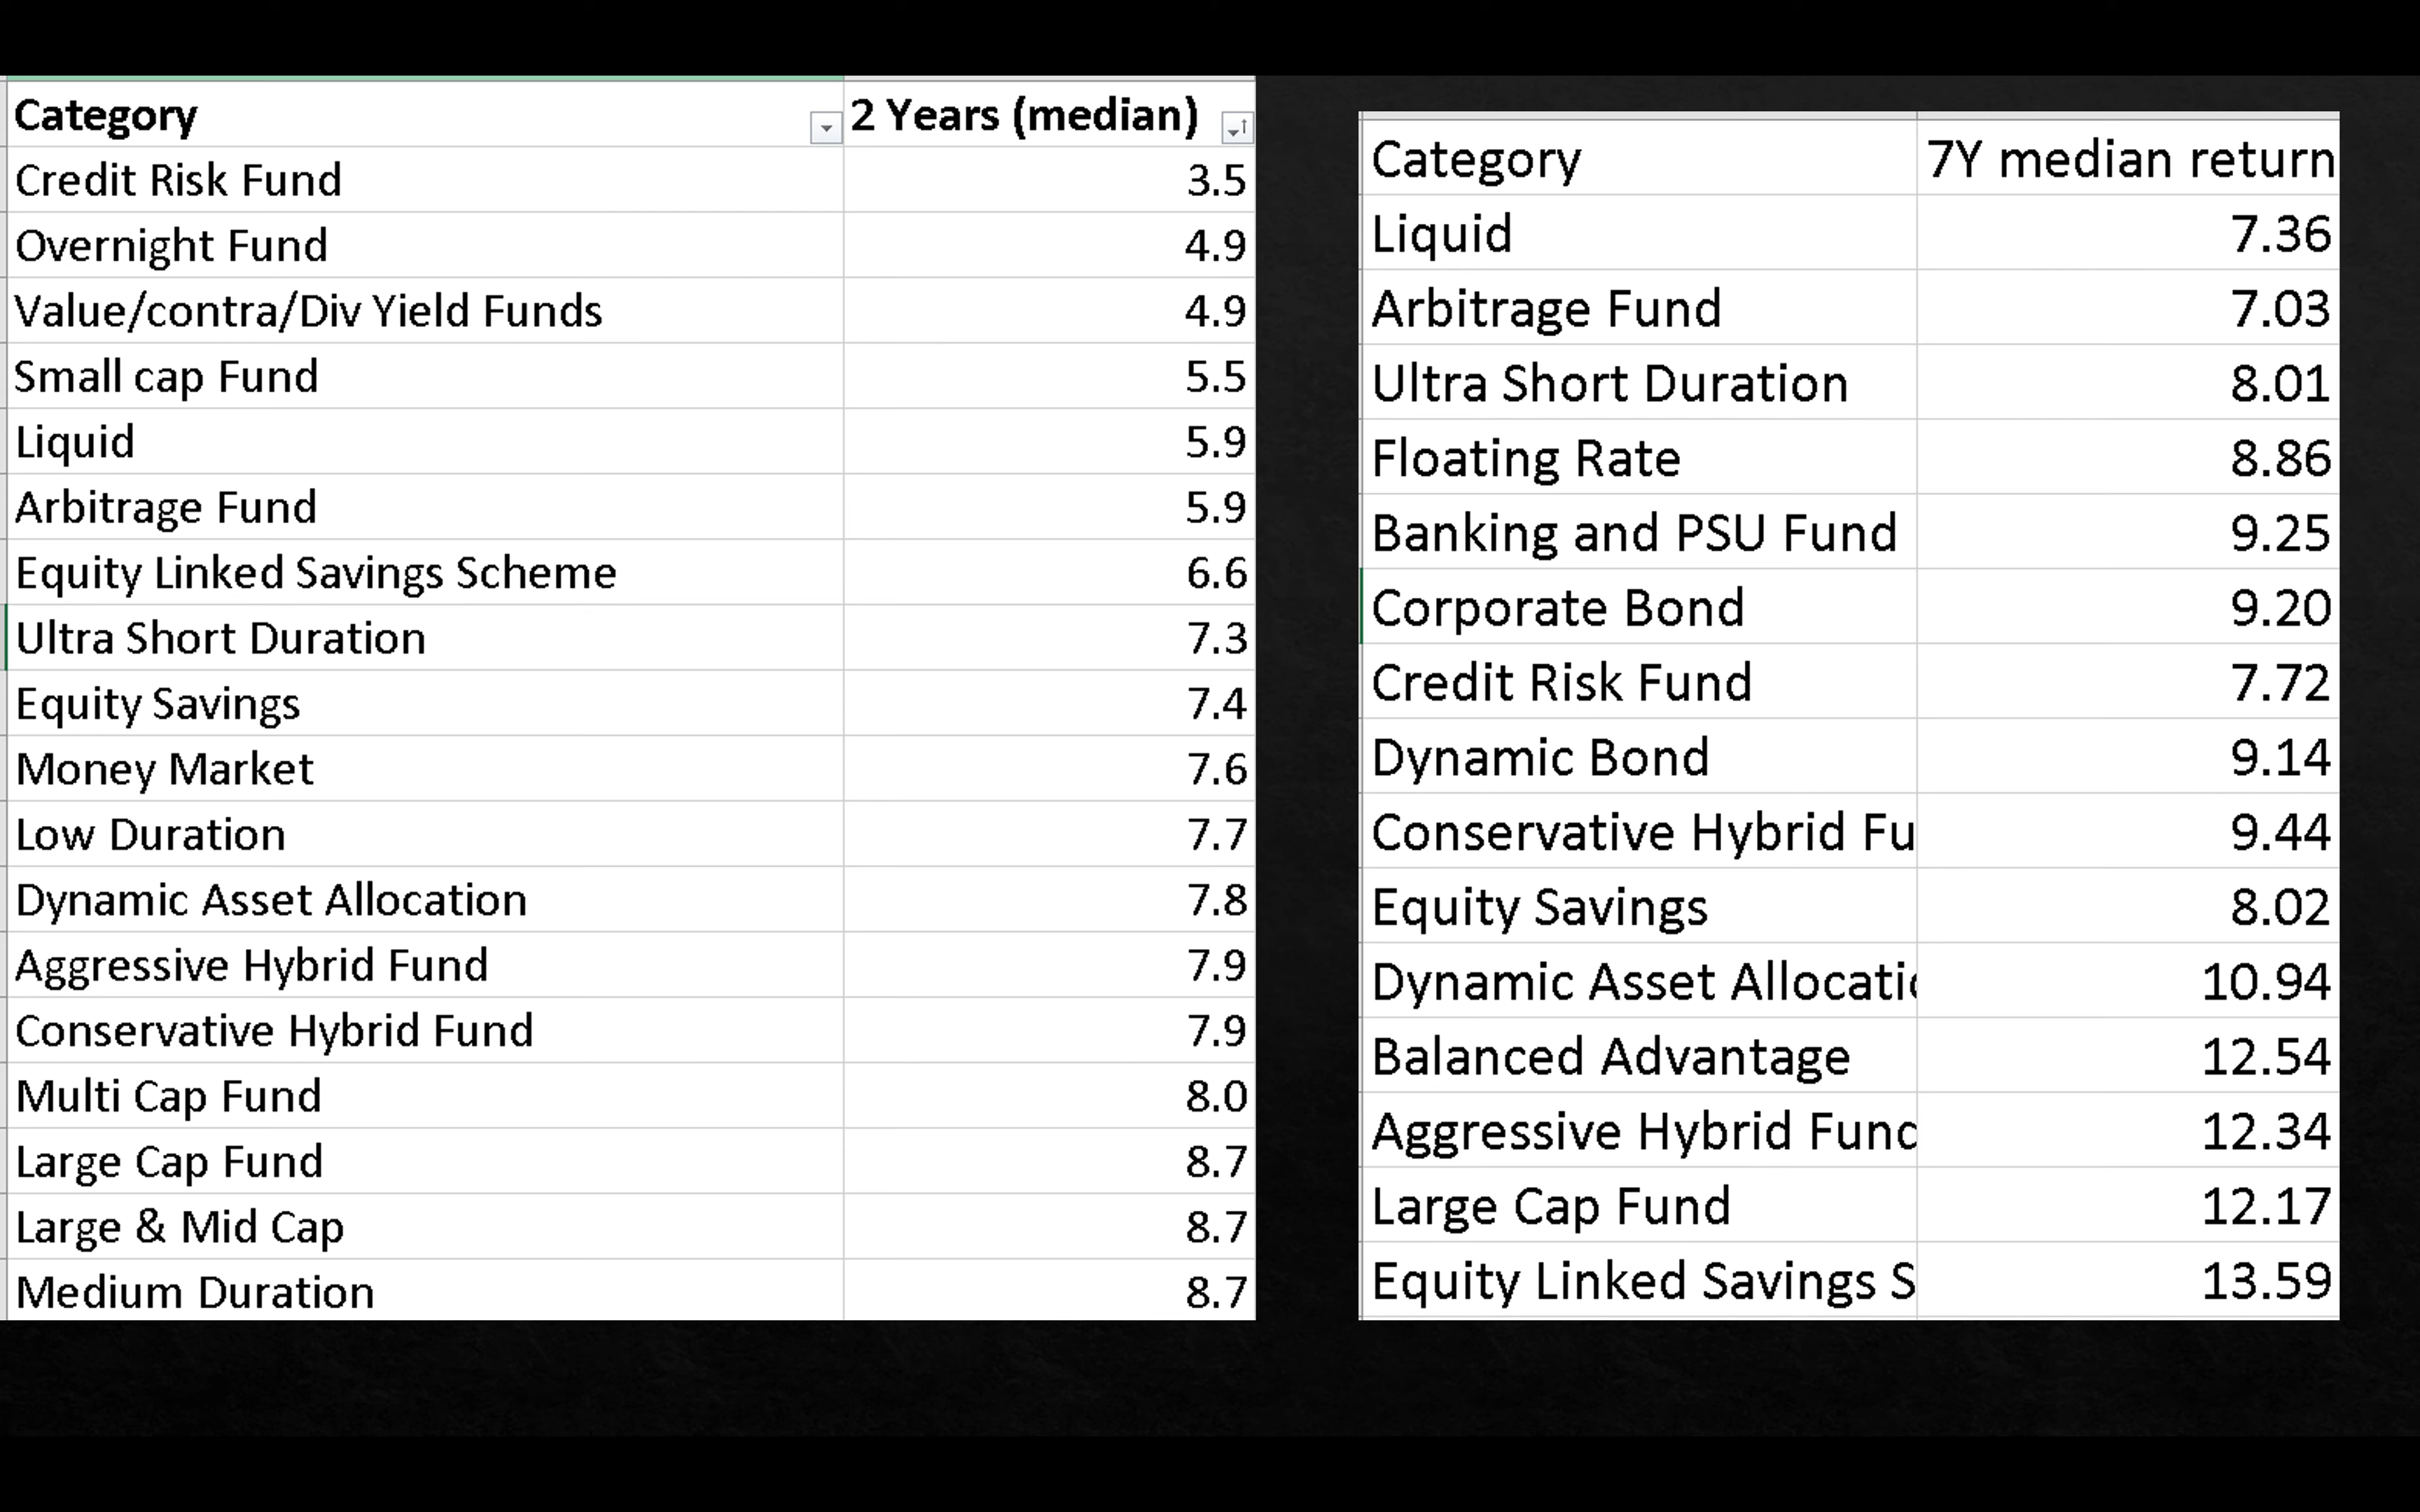 Category 2 Years (median)
Credit Risk Fund 3.5
Overnight Fund 4.9
Value/contra/Div Yield Funds 4.9
Small cap Fund 5.5
Liquid 5.9
Arbitrage Fund 5.9
Equity Linked Savings Scheme 6.6
Ultra Short Duration 7.3
Equity Savings 7.4
Money Market 7.6
Low Duration 7.7
Dynamic Asset Allocation 7.8
Aggressive Hybrid Fund 7.9
Conservative Hybrid Fund 7.9
Multi Cap Fund 8.0
Large Cap Fund 8.7
Large & Mid Cap 8.7
Medium Duration 8.7
Category 7Y median return
Liquid 7.36
Arbitrage Fund 7.03
Ultra Short Duration 8.01
Floating Rate 8.86
Banking and PSU Fund 9.25
Corporate Bond 9.20
Credit Risk Fund 7.72
Dynamic Bond 9.14
Conservative Hybrid Fu 9.44
Equity Savings 8.02
Dynamic Asset Allocatic 10.94
Balanced Advantage 12.54
Aggressive Hybrid Func 12.34
Large Cap Fund 12.17
Equity Linked Savings S 13.59